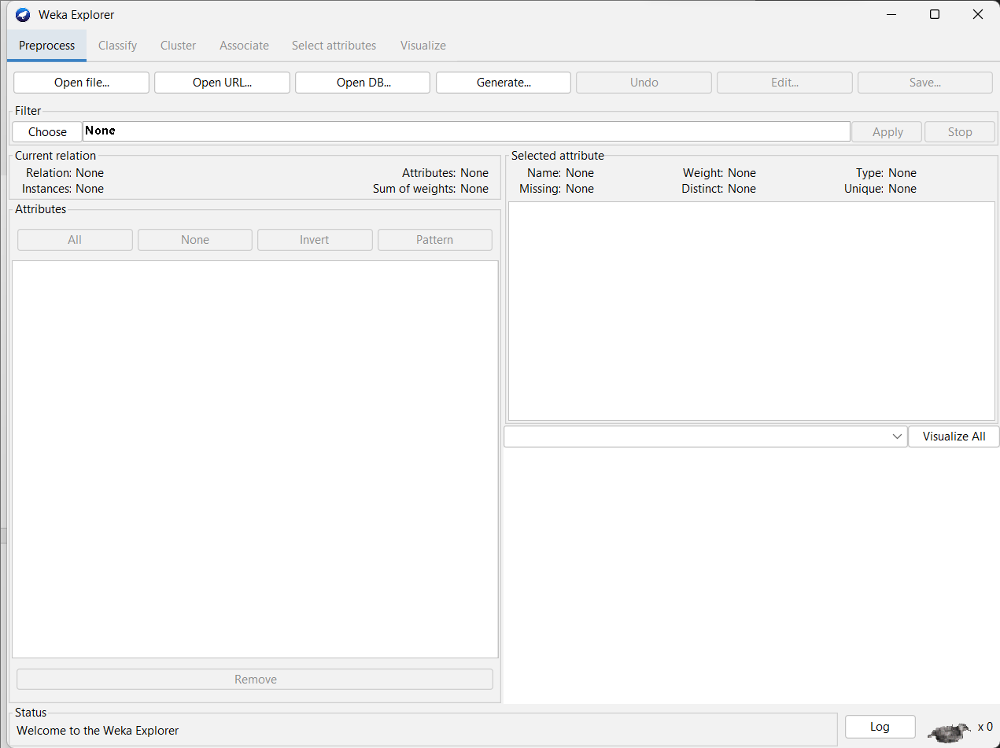 Weka Explorer
Preprocess Classify Cluster Associate Select attributes Visualize
Open file... Open URL... Open DB... Generate... Undo Edit... Save...
Filter
Choose None Apply Stop
Current relation
Relation: None Attributes: None
Instances: None Sum of weights: None
Selected attribute
Name: None Weight: None Type: None
Missing: None Distinct: None Unique: None
Attributes
All None Invert Pattern
Visualize All
Remove
Status
Welcome to the Weka Explorer
Log x 0